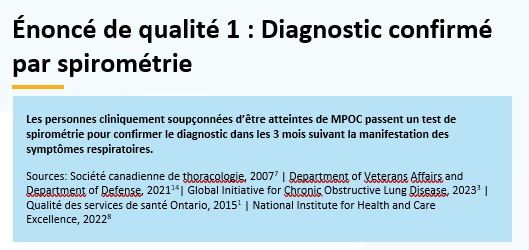 Énoncé de qualité 1 : Diagnostic confirmé
par spirométrie
Les personnes cliniquement soupçonnées d’être atteintes de MPOC passent un test de
spirométrie pour confirmer le diagnostic dans les 3 mois suivant la manifestation des
symptômes respiratoires.
Sources: Société canadienne de thoracologie, 2007⁷ | Department of Veterans Affairs and
Department of Defense, 2021¹⁴| Global Initiative for Chronic Obstructive Lung Disease, 2023³ |
Qualité des services de santé Ontario, 2015¹ | National Institute for Health and Care
Excellence, 2022⁸